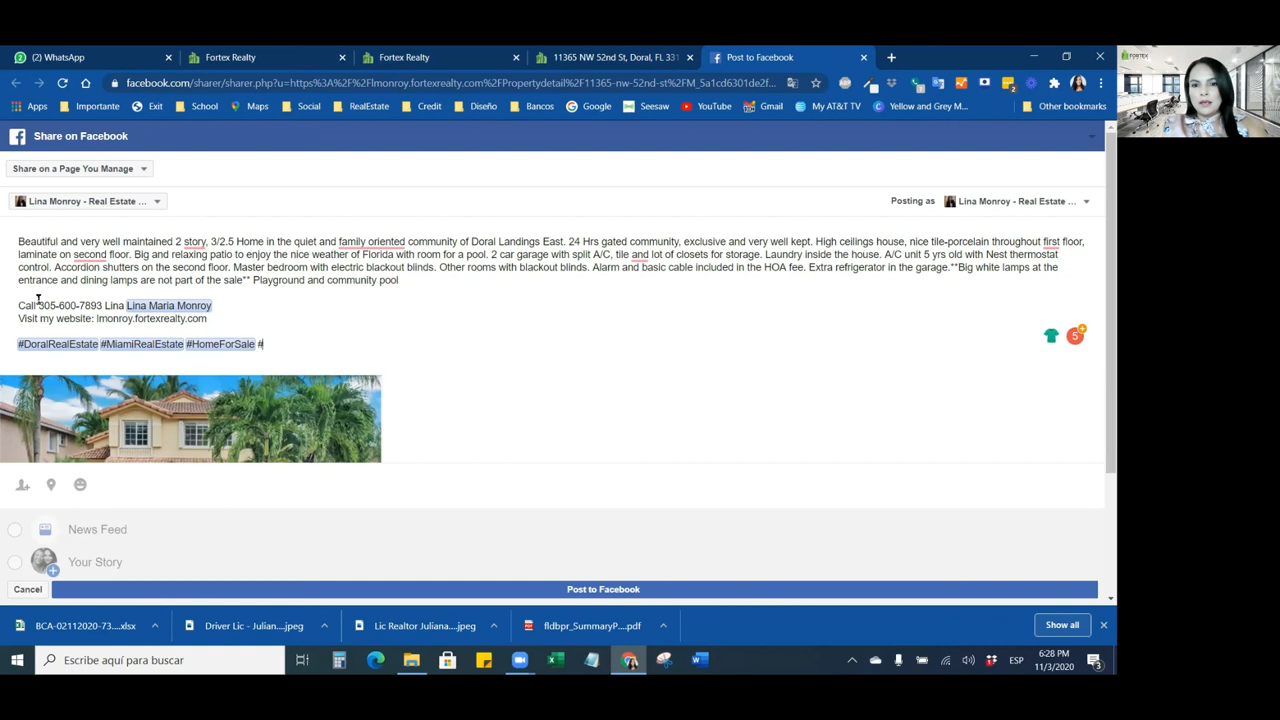 (2) WhatsApp
Fortex Realty
Fortex Realty
11365 NW 52nd St, Doral, FL 331
Post to Facebook
facebook.com/sharer/sharer.php?u=https%3A%2F%2Flmonroy.fortexrealty.com%2FPropertydetail%2F11365-nw-52nd-st%2FM_5a1cd6301de2f...
Apps
Importante
Exit
School
Maps
Social
RealEstate
Credit
Diseño
Bancos
Google
Seesaw
YouTube
Gmail
My AT&T TV
Yellow and Grey M...
Other bookmarks
FORTEX
Share on Facebook
Share on a Page You Manage
Lina Monroy - Real Estate ...
Posting as
Lina Monroy - Real Estate ...
Beautiful and very well maintained 2 story, 3/2.5 Home in the quiet and family oriented community of Doral Landings East. 24 Hrs gated community, exclusive and very well kept. High ceilings house, nice tile-porcelain throughout first floor,
laminate on second floor. Big and relaxing patio to enjoy the nice weather of Florida with room for a pool. 2 car garage with split A/C, tile and lot of closets for storage. Laundry inside the house. A/C unit 5 yrs old with Nest thermostat
control. Accordion shutters on the second floor. Master bedroom with electric blackout blinds. Other rooms with blackout blinds. Alarm and basic cable included in the HOA fee. Extra refrigerator in the garage.**Big white lamps at the
entrance and dining lamps are not part of the sale** Playground and community pool
Call 305-600-7893 Lina Lina Maria Monroy
Visit my website: lmonroy.fortexrealty.com
#DoralRealEstate #MiamiRealEstate #HomeForSale #
5
News Feed
Your Story
Cancel
Post to Facebook
BCA-02112020-73....xlsx
Driver Lic - Julian....jpeg
Lic Realtor Juliana....jpeg
fldbpr_SummaryP....pdf
Show all
Escribe aquí para buscar
ESP
6:28 PM
11/3/2020
3